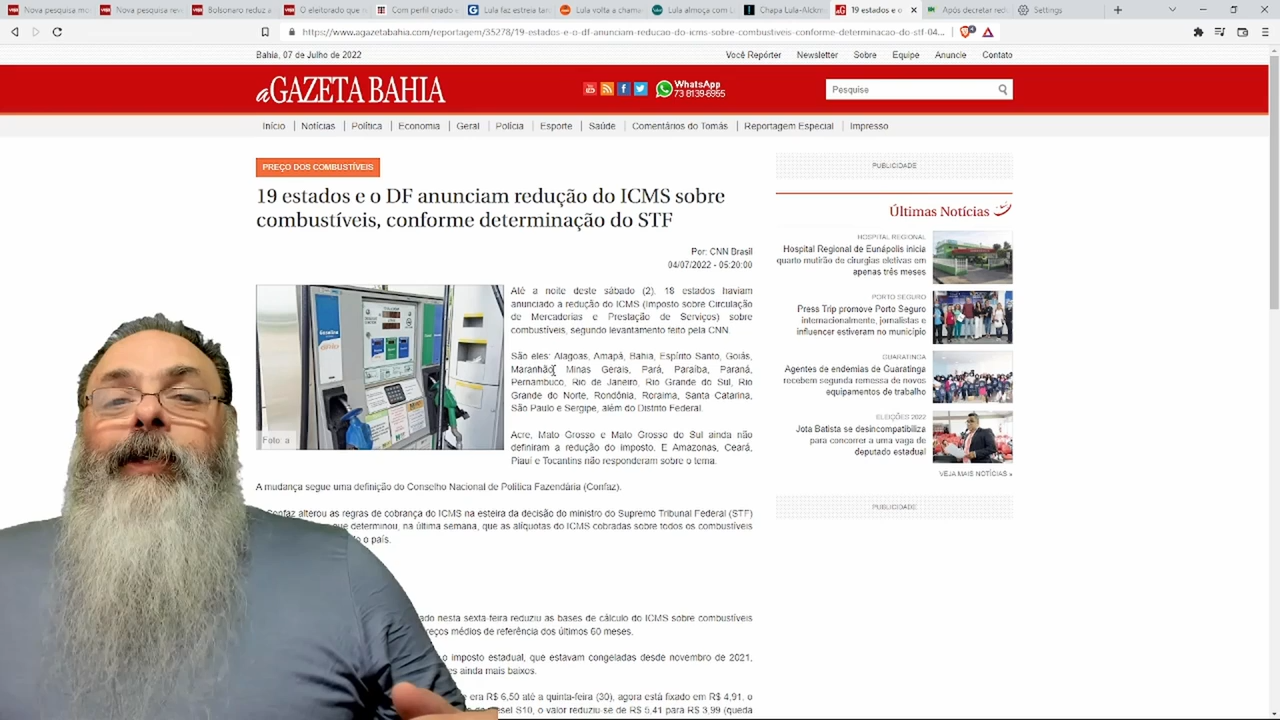 Nova pesquisa mo
Nova pesquisa reve
Bolsonaro reduz a
O eleitorado que vo
Com perfil criado e
Lula faz estreia tar
Lula volta a chama
Lula almoça com L
Chapa Lula-Alckm
19 estados e o
Após decretar redu
Settings
https://www.agazetabahia.com/reportagem/35278/19-estados-e-o-df-anunciam-reducao-do-icms-sobre-combustiveis-conforme-determinacao-do-stf-04...
Bahia, 07 de Julho de 2022
Você Repórter Newsletter Sobre Equipe Anuncie Contato
aGAZETA BAHIA
WhatsApp
73 8139-6955
Pesquise
Início | Notícias | Política | Economia | Geral | Polícia | Esporte | Saúde | Comentários do Tomás | Reportagem Especial | Impresso
PREÇO DOS COMBUSTÍVEIS
19 estados e o DF anunciam redução do ICMS sobre
combustíveis, conforme determinação do STF
Por: CNN Brasil
04/07/2022 - 05:20:00
Foto: a
Até a noite deste sábado (2), 18 estados haviam
anunciado a redução do ICMS (Imposto sobre Circulação
de Mercadorias e Prestação de Serviços) sobre
combustíveis, segundo levantamento feito pela CNN.
São eles: Alagoas, Amapá, Bahia, Espírito Santo, Goiás,
Maranhão, Minas Gerais, Pará, Paraíba, Paraná,
Pernambuco, Rio de Janeiro, Rio Grande do Sul, Rio
Grande do Norte, Rondônia, Roraima, Santa Catarina,
São Paulo e Sergipe, além do Distrito Federal.
Acre, Mato Grosso e Mato Grosso do Sul ainda não
definiram a redução do imposto. E Amazonas, Ceará,
Piauí e Tocantins não responderam sobre o tema.
A mudança segue uma definição do Conselho Nacional de Política Fazendária (Confaz).
Confaz alterou as regras de cobrança do ICMS na esteira da decisão do ministro do Supremo Tribunal Federal (STF)
que determinou, na última semana, que as alíquotas do ICMS cobradas sobre todos os combustíveis
o país.
nesta sexta-feira reduziu as bases de cálculo do ICMS sobre combustíveis
preços médios de referência dos últimos 60 meses.
o imposto estadual, que estavam congeladas desde novembro de 2021,
ainda mais baixos.
era R$ 6,50 até a quinta-feira (30), agora está fixado em R$ 4,91, o
S10, o valor reduziu-se de R$ 5,41 para R$ 3,99 (queda
PUBLICIDADE
Últimas Notícias
HOSPITAL REGIONAL
Hospital Regional de Eunápolis inicia
quarto mutirão de cirurgias eletivas em
apenas três meses
PORTO SEGURO
Press Trip promove Porto Seguro
internacionalmente, jornalistas e
influencer estiveram no município
GUARATINGA
Agentes de endemias de Guaratinga
recebem segunda remessa de novos
equipamentos de trabalho
ELEIÇÕES 2022
Jota Batista se desincompatibiliza
para concorrer a uma vaga de
deputado estadual
VEJA MAIS NOTÍCIAS »
PUBLICIDADE